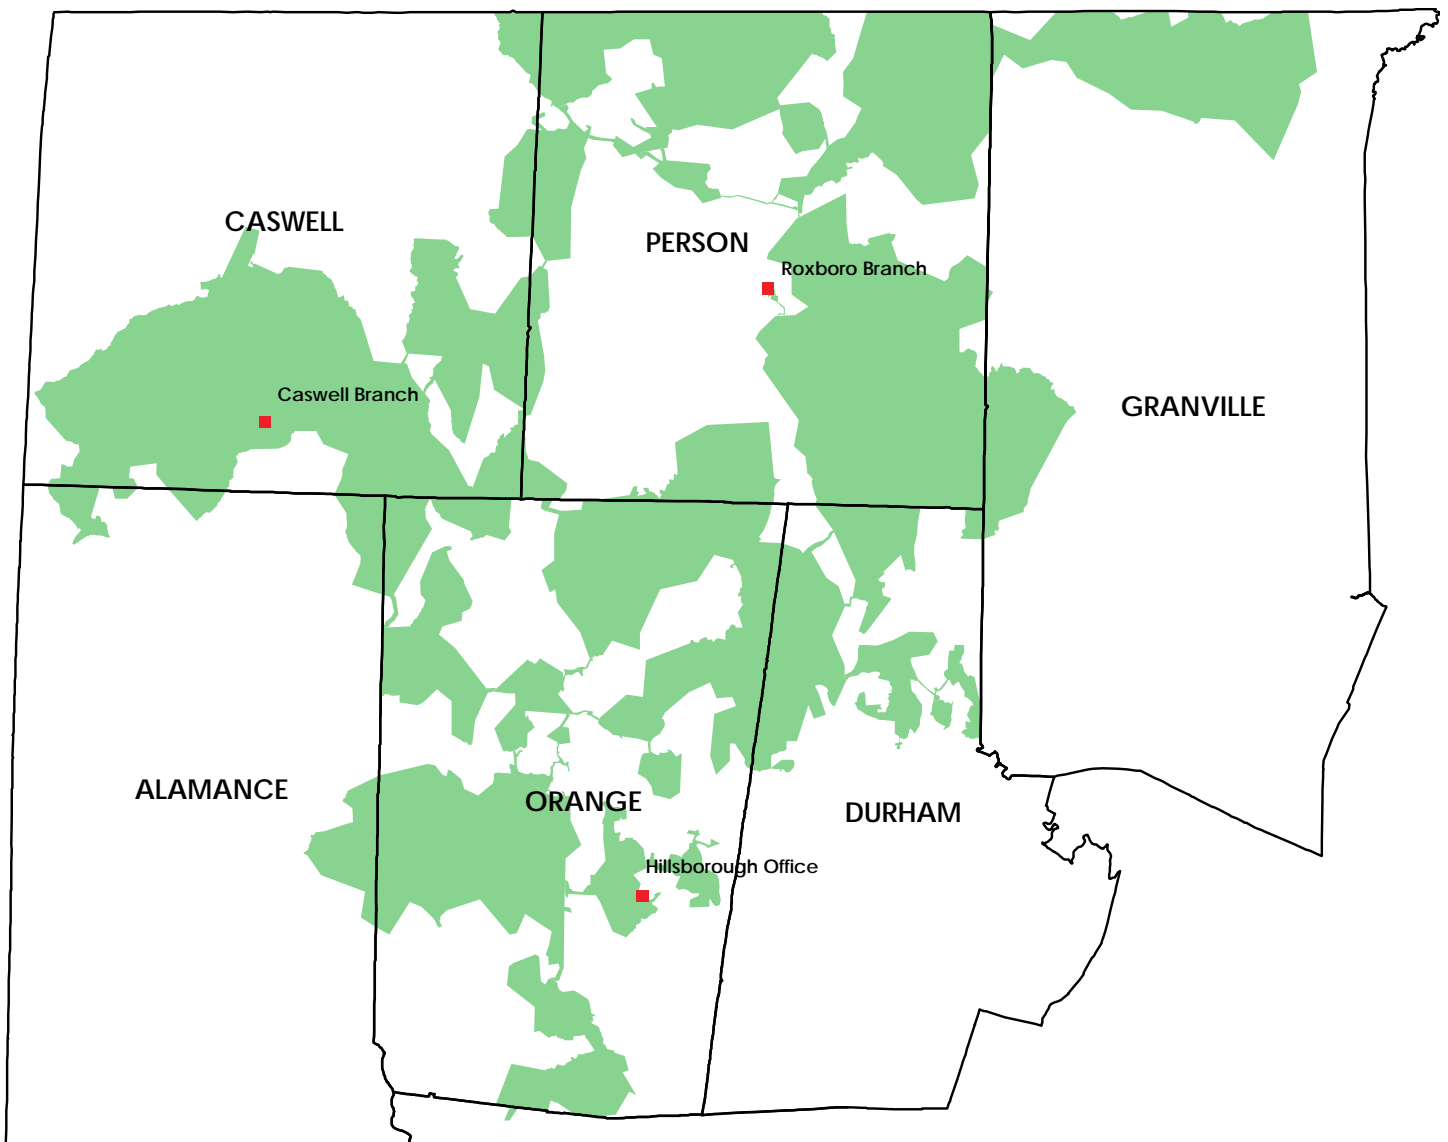 CASWELL
PERSON
Roxboro Branch
Caswell Branch
GRANVILLE
ALAMANCE
ORANGE
DURHAM
Hillsborough Office